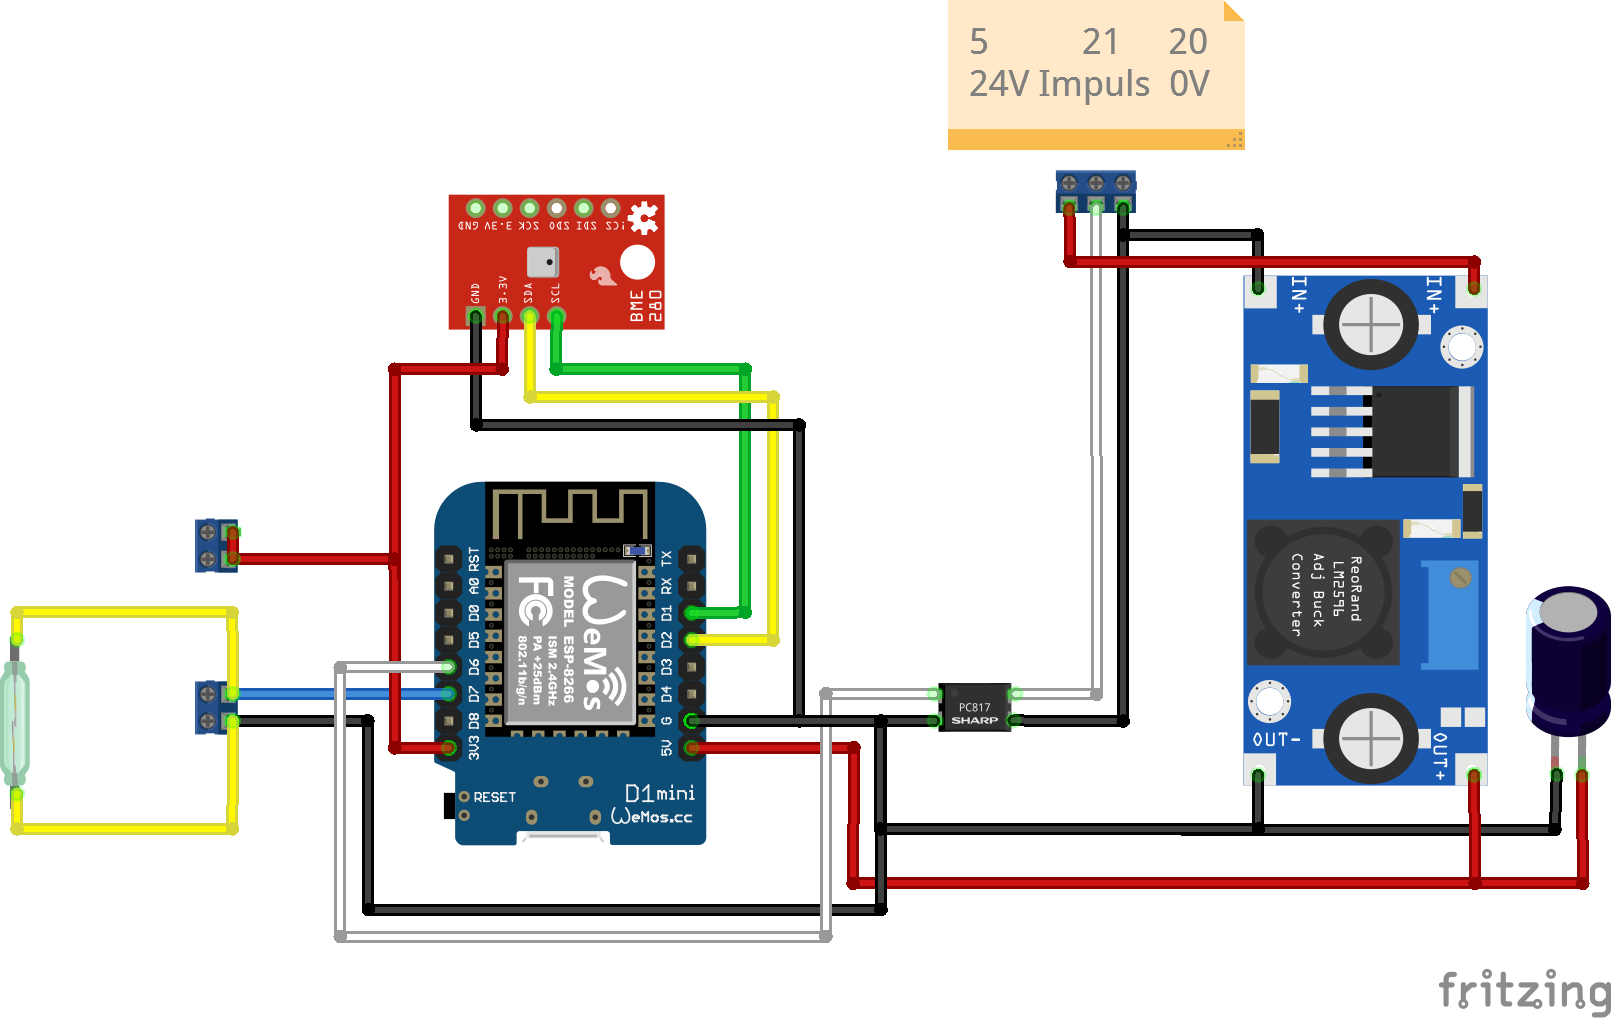 5 21 20
24V Impuls 0V
GND 3.3V SCK SDO SDI !CS
GND 3.3V SDA SCL
BME
280
IN+ IN+
ReoRand
LM2596
Adj Buck
Converter
OUT- OUT+
RST
A0
D0
D5
D6
D7
D8
3V3
TX
RX
D1
D2
D3
D4
G
5V
WeMos
MODEL ESP-8266
ISM 2.4GHz
PA +25dBm
802.11b/g/n
FC
RESET
D1mini
WeMos.cc
PC817
SHARP
fritzing